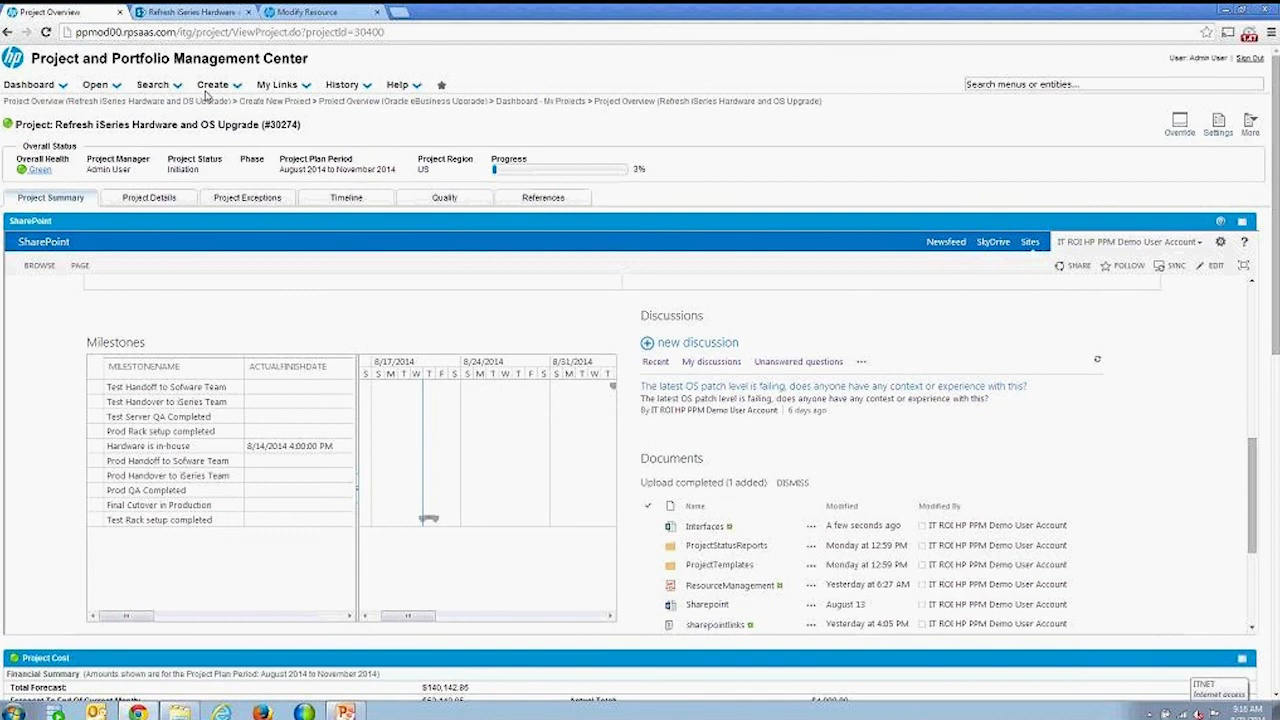 Project Overview
Refresh iSeries Hardware
Modify Resource
ppmod00.rpsaas.com/itg/project/ViewProject.do?projectId=30400
hp Project and Portfolio Management Center
User: Admin User | Sign Out
Dashboard Open Search Create My Links History Help
Search menus or entities...
Project Overview (Refresh iSeries Hardware and OS Upgrade) > Create New Project > Project Overview (Oracle eBusiness Upgrade) > Dashboard - My Projects > Project Overview (Refresh iSeries Hardware and OS Upgrade)
Project: Refresh iSeries Hardware and OS Upgrade (#30274)
Override Settings More
Overall Status
Overall Health Project Manager Project Status Phase Project Plan Period Project Region Progress
Green Admin User Initiation August 2014 to November 2014 US 3%
Project Summary Project Details Project Exceptions Timeline Quality References
SharePoint
SharePoint Newsfeed SkyDrive Sites IT ROI HP PPM Demo User Account ?
BROWSE PAGE SHARE FOLLOW SYNC EDIT
Milestones
MILESTONENAME ACTUALFINISHDATE
8/17/2014 8/24/2014 8/31/2014
S S M T W T F S S M T W T F S S M T W T
Test Handoff to Sofware Team
Test Handover to iSeries Team
Test Server QA Completed
Prod Rack setup completed
Hardware is in-house 8/14/2014 4:00:00 PM
Prod Handoff to Sofware Team
Prod Handover to iSeries Team
Prod QA Completed
Final Cutover in Production
Test Rack setup completed
Discussions
new discussion
Recent My discussions Unanswered questions ...
The latest OS patch level is failing, does anyone have any context or experience with this?
The latest OS patch level is failing, does anyone have any context or experience with this?
By IT ROI HP PPM Demo User Account | 6 days ago
Documents
Upload completed (1 added) DISMISS
Name Modified Modified By
Interfaces ... A few seconds ago IT ROI HP PPM Demo User Account
ProjectStatusReports ... Monday at 12:59 PM IT ROI HP PPM Demo User Account
ProjectTemplates ... Monday at 12:59 PM IT ROI HP PPM Demo User Account
ResourceManagement ... Yesterday at 6:27 AM IT ROI HP PPM Demo User Account
Sharepoint ... August 13 IT ROI HP PPM Demo User Account
sharepointlinks ... Yesterday at 4:05 PM IT ROI HP PPM Demo User Account
Project Cost
Financial Summary (Amounts shown are for the Project Plan Period: August 2014 to November 2014)
Total Forecast: $140,142.86
ITNET
Internet access
9:16 AM